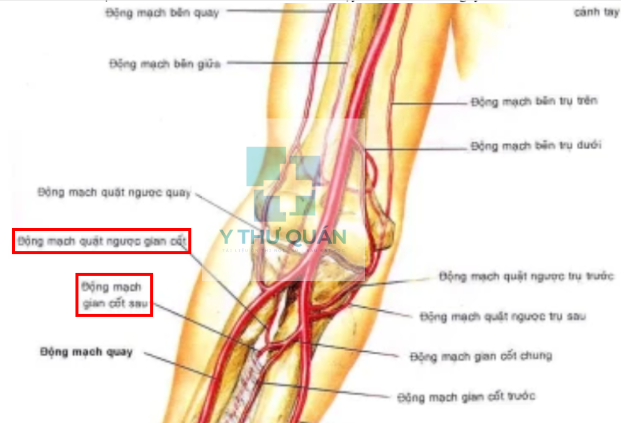 Động mạch bên quay
cánh tay
Động mạch bên giữa
Động mạch bên trụ trên
Động mạch bên trụ dưới
Động mạch quặt ngược quay
Y THƯ QUÁN
Động mạch quặt ngược gian cốt
Động mạch
gian cốt sau
Động mạch quặt ngược trụ trước
Động mạch quặt ngược trụ sau
Động mạch quay
Động mạch gian cốt chung
Động mạch gian cốt trước